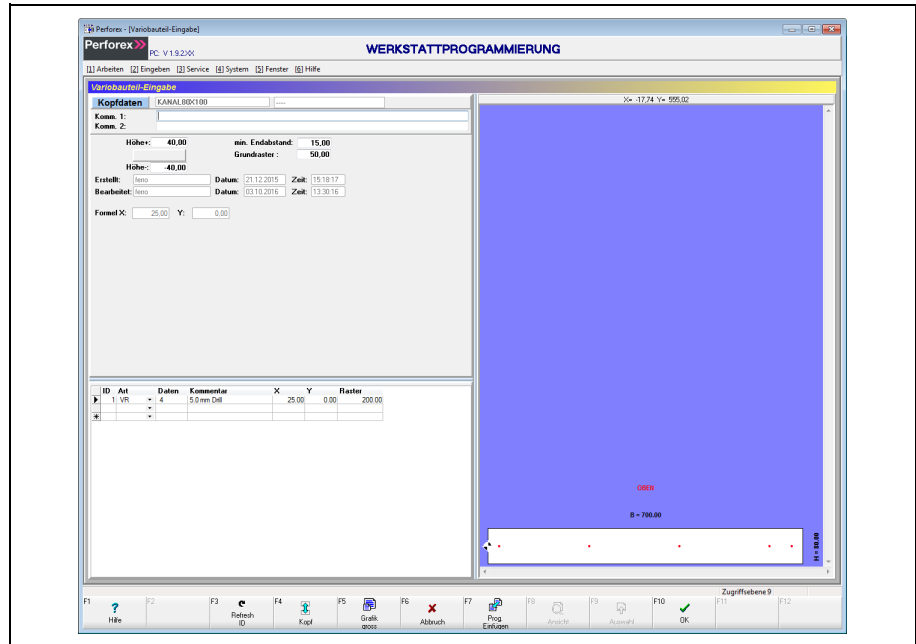 Perforex - [Variobauteil-Eingabe]
Perforex PC: V 1.9.2.XX WERKSTATTPROGRAMMIERUNG
[1] Arbeiten [2] Eingeben [3] Service [4] System [5] Fenster [6] Hilfe
Variobauteil-Eingabe
Kopfdaten KANAL80X100 ----
X= -17,74 Y= 555,02
Komm. 1:
Komm. 2:
Höhe+: 40,00 min. Endabstand: 15,00
Grundraster : 50,00
Höhe-: -40,00
Erstellt: feno Datum: 21.12.2015 Zeit: 15:18:17
Bearbeitet: feno Datum: 03.10.2016 Zeit: 13:30:16
Formel X: 25,00 Y: 0.00
ID Art Daten Kommentar X Y Raster
1 VR 4 5.0 mm Drill 25.00 0.00 200.00
OBEN
B = 700.00
H = 80.00
Zugriffsebene 9
F1 Hilfe
F2
F3 Refresh ID
F4 Kopf
F5 Grafik gross
F6 Abbruch
F7 Prog. Einfügen
F8 Ansicht
F9 Auswahl
F10 OK
F11
F12